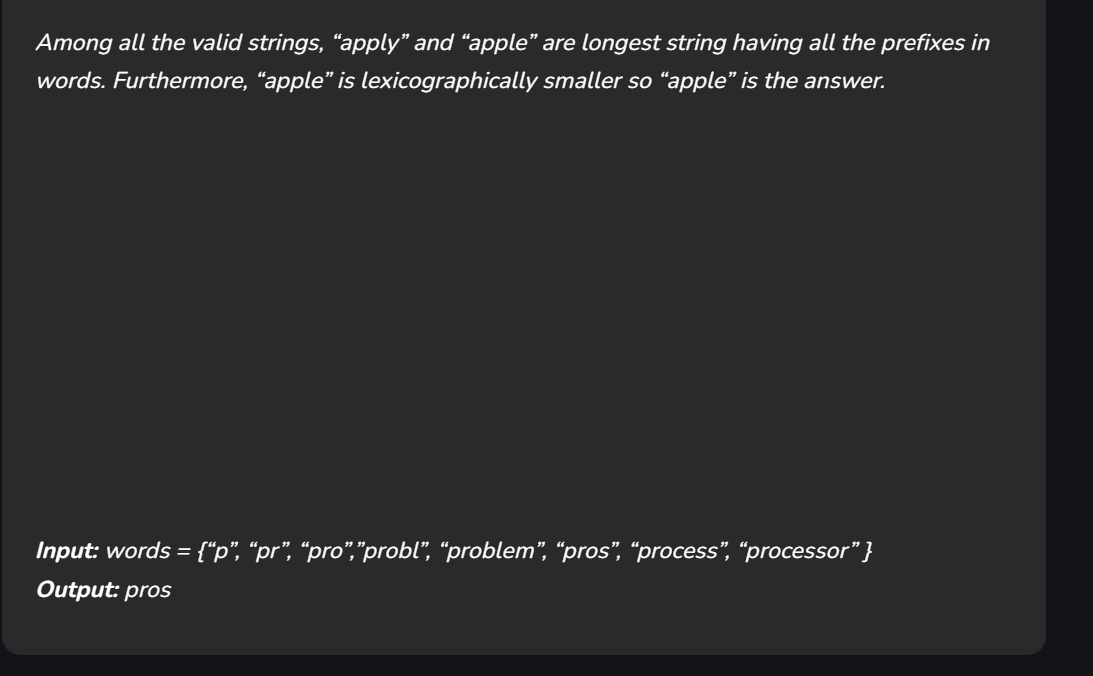 Among all the valid strings, “apply” and “apple” are longest string having all the prefixes in
words. Furthermore, “apple” is lexicographically smaller so “apple” is the answer.
Input: words = {“p”, “pr”, “pro”,”probl”, “problem”, “pros”, “process”, “processor” }
Output: pros